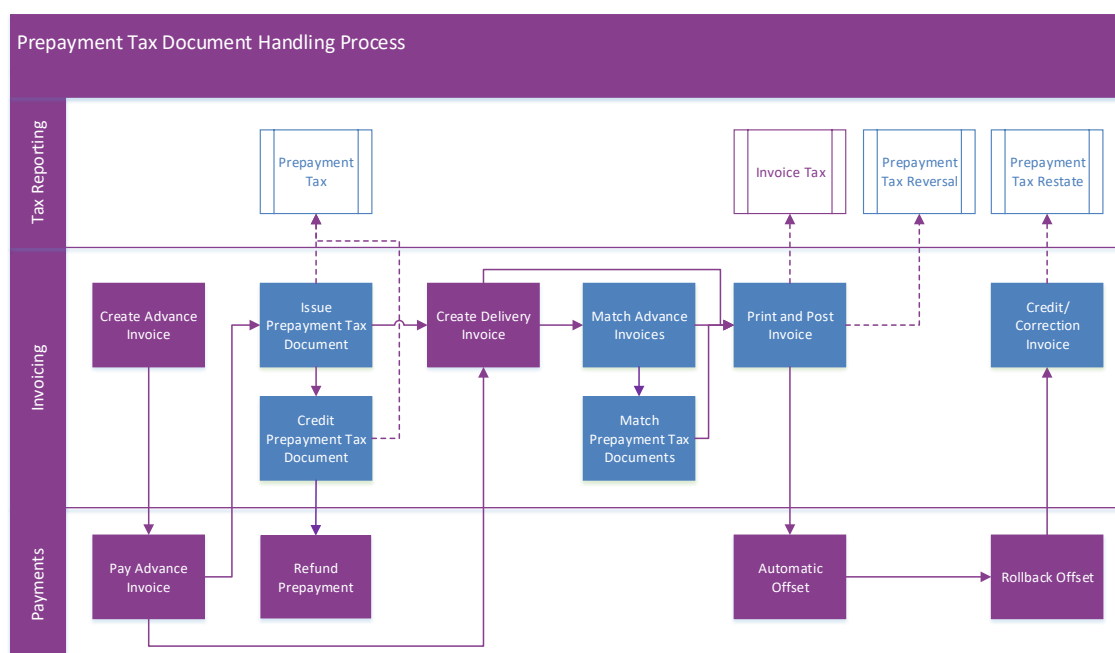 Prepayment Tax Document Handling Process
Tax Reporting
Prepayment
Tax
Invoice Tax
Prepayment
Tax Reversal
Prepayment
Tax Restate
Invoicing
Create Advance
Invoice
Issue
Prepayment Tax
Document
Create Delivery
Invoice
Match Advance
Invoices
Print and Post
Invoice
Credit/
Correction
Invoice
Credit
Prepayment Tax
Document
Match
Prepayment Tax
Documents
Payments
Pay Advance
Invoice
Refund
Prepayment
Automatic
Offset
Rollback Offset